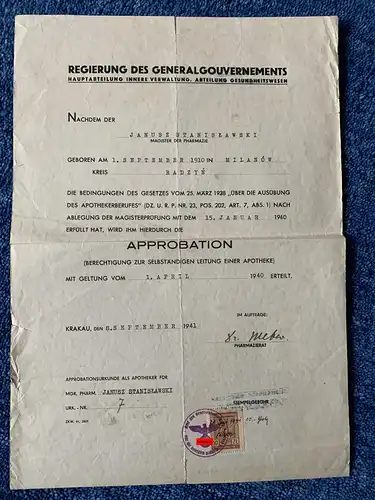 REGIERUNG DES GENERALGOUVERNEMENTS
HAUPTABTEILUNG INNERE VERWALTUNG, ABTEILUNG GESUNDHEITSWESEN
NACHDEM DER
JANUSZ STANISŁAWSKI
MAGISTER DER PHARMAZIE
GEBOREN AM 1. SEPTEMBER 1910 IN MILANÓW
KREIS RADZYŃ
DIE BEDINGUNGEN DES GESETZES VOM 25. MÄRZ 1938 „ÜBER DIE AUSÜBUNG
DES APOTHEKERBERUFES" (DZ. U. R. P. NR. 23, POS. 202, ART. 7, ABS. 1) NACH
ABLEGUNG DER MAGISTERPRÜFUNG MIT DEM 15. JANUAR 1940
ERFÜLLT HAT, WIRD IHM HIERDURCH DIE
APPROBATION
(BERECHTIGUNG ZUR SELBSTÄNDIGEN LEITUNG EINER APOTHEKE)
MIT GELTUNG VOM 1. APRIL 1940 ERTEILT.
IM AUFTRAGE:
KRAKAU, DEN 8. SEPTEMBER 1941
PHARMAZIERAT
APPROBATIONSURKUNDE ALS APOTHEKER FÜR
MGR. PHARM. JANUSZ STANISŁAWSKI
URK. - NR. 7
STEMPELGEBÜHR